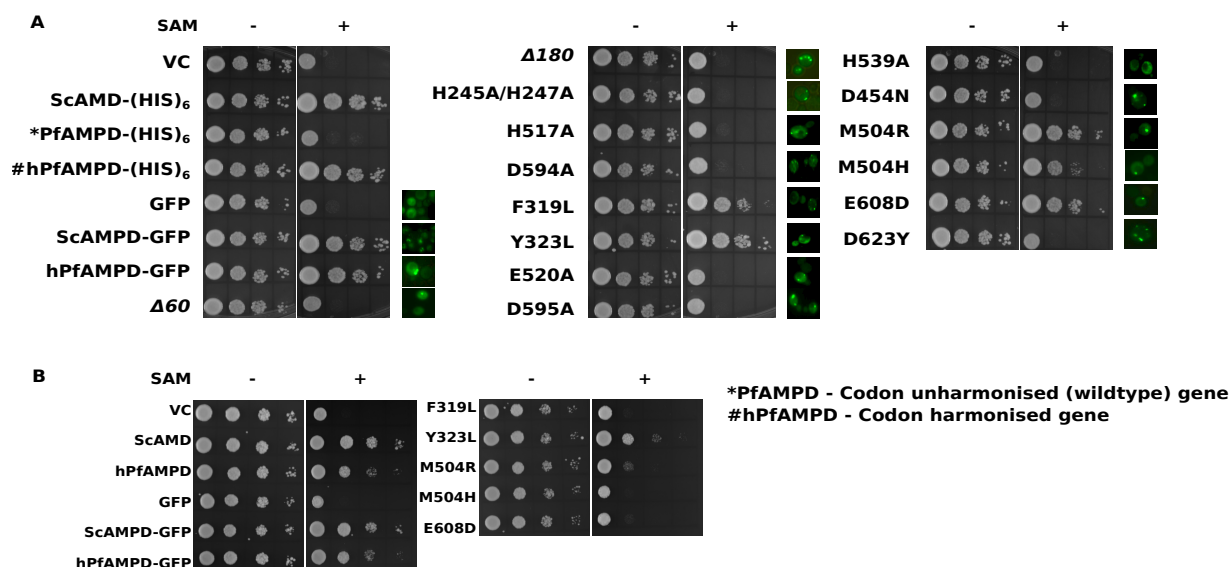 A
SAM - +
VC
ScAMD-(HIS)₆
*PfAMPD-(HIS)₆
#hPfAMPD-(HIS)₆
GFP
ScAMPD-GFP
hPfAMPD-GFP
Δ60
- +
Δ180
H245A/H247A
H517A
D594A
F319L
Y323L
E520A
D595A
- +
H539A
D454N
M504R
M504H
E608D
D623Y
B
SAM - +
VC
ScAMD
hPfAMPD
GFP
ScAMPD-GFP
hPfAMPD-GFP
- +
F319L
Y323L
M504R
M504H
E608D
*PfAMPD - Codon unharmonised (wildtype) gene
#hPfAMPD - Codon harmonised gene